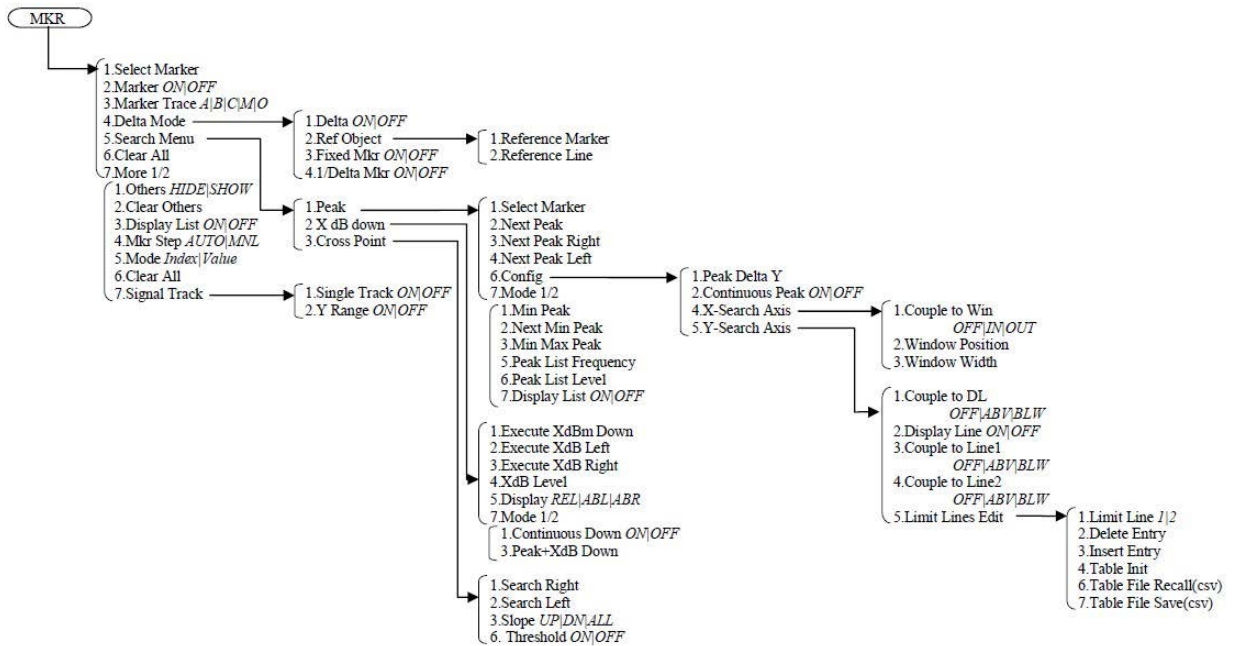 MKR
1.Select Marker
2.Marker ON|OFF
3.Marker Trace A|B|C|M|O
4.Delta Mode
5.Search Menu
6.Clear All
7.More 1/2
1.Others HIDE|SHOW
2.Clear Others
3.Display List ON|OFF
4.Mkr Step AUTO|MNL
5.Mode Index|Value
6.Clear All
7.Signal Track
1.Delta ON|OFF
2.Ref Object
3.Fixed Mkr ON|OFF
4.1/Delta Mkr ON|OFF
1.Reference Marker
2.Reference Line
1.Peak
2 X dB down
3.Cross Point
1.Single Track ON|OFF
2.Y Range ON|OFF
1.Select Marker
2.Next Peak
3.Next Peak Right
4.Next Peak Left
6.Config
7.Mode 1/2
1.Min Peak
2.Next Min Peak
3.Min Max Peak
5.Peak List Frequency
6.Peak List Level
7.Display List ON|OFF
1.Peak Delta Y
2.Continuous Peak ON|OFF
4.X-Search Axis
5.Y-Search Axis
1.Couple to Win
OFF|IN|OUT
2.Window Position
3.Window Width
1.Couple to DL
OFF|ABV|BLW
2.Display Line ON|OFF
3.Couple to Line1
OFF|ABV|BLW
4.Couple to Line2
OFF|ABV|BLW
5.Limit Lines Edit
1.Limit Line 1|2
2.Delete Entry
3.Insert Entry
4.Table Init
6.Table File Recall(csv)
7.Table File Save(csv)
1.Execute XdBm Down
2.Execute XdB Left
3.Execute XdB Right
4.XdB Level
5.Display REL|ABL|ABR
7.Mode 1/2
1.Continuous Down ON|OFF
3.Peak+XdB Down
1.Search Right
2.Search Left
3.Slope UP|DN|ALL
6. Threshold ON|OFF